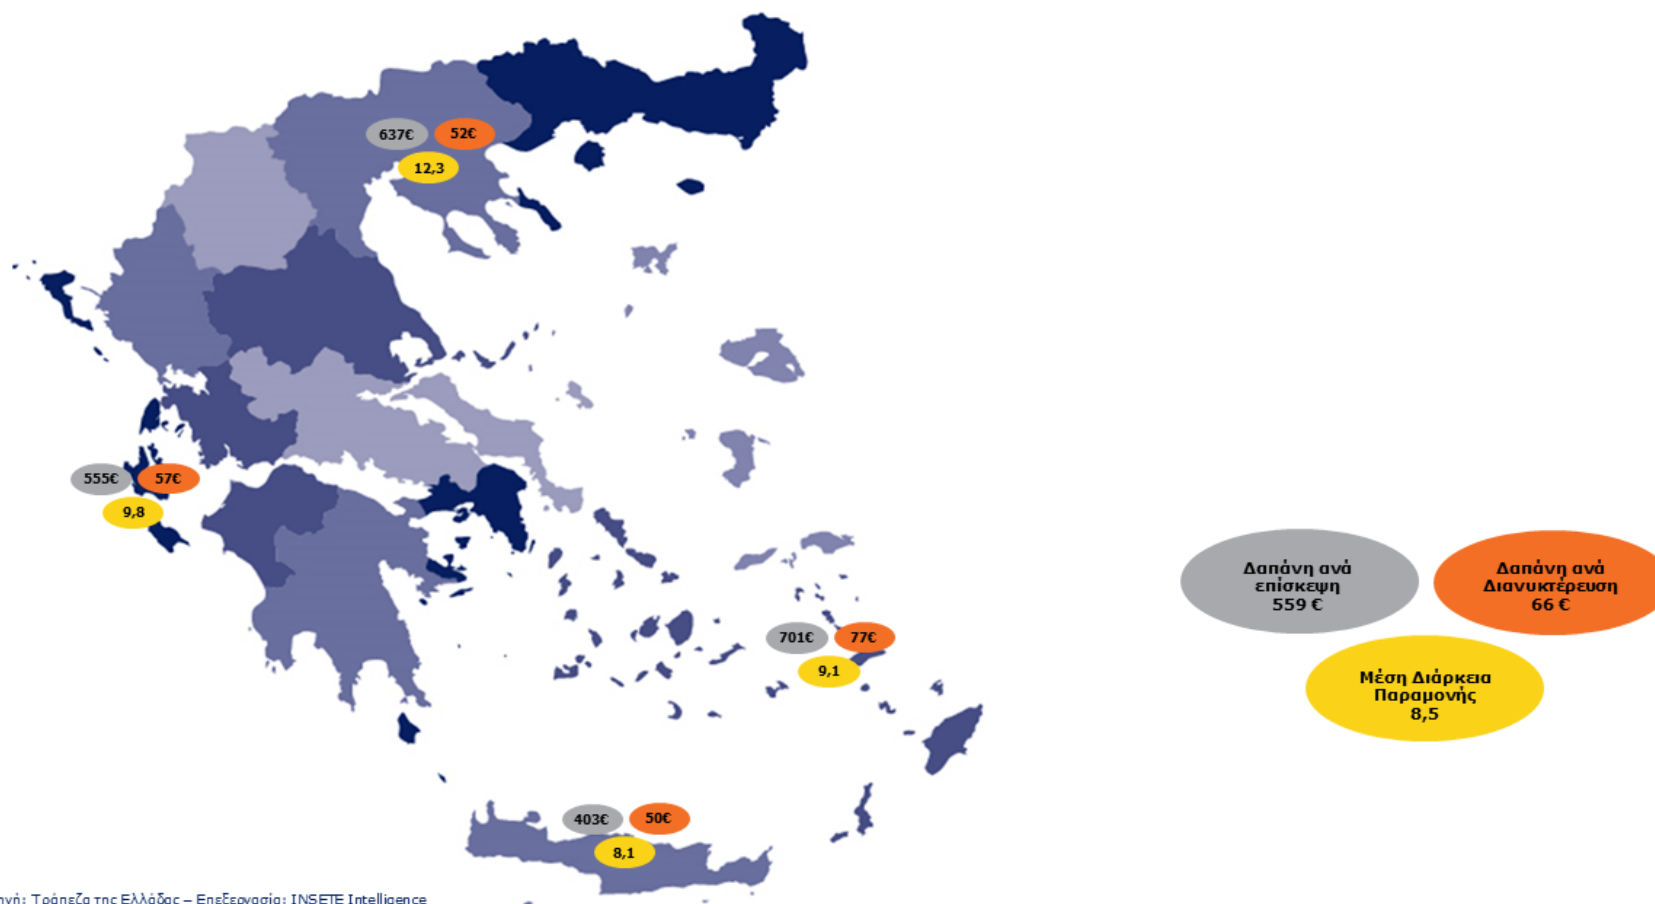 637€ 52€
12,3
555€ 57€
9,8
Δαπάνη ανά
επίσκεψη
559 €
Δαπάνη ανά
Διανυκτέρευση
66 €
701€ 77€
9,1
Μέση Διάρκεια
Παραμονής
8,5
403€ 50€
8,1
Τράπεζα της Ελλάδας – Επεξεργασία: INSETE Intelligence